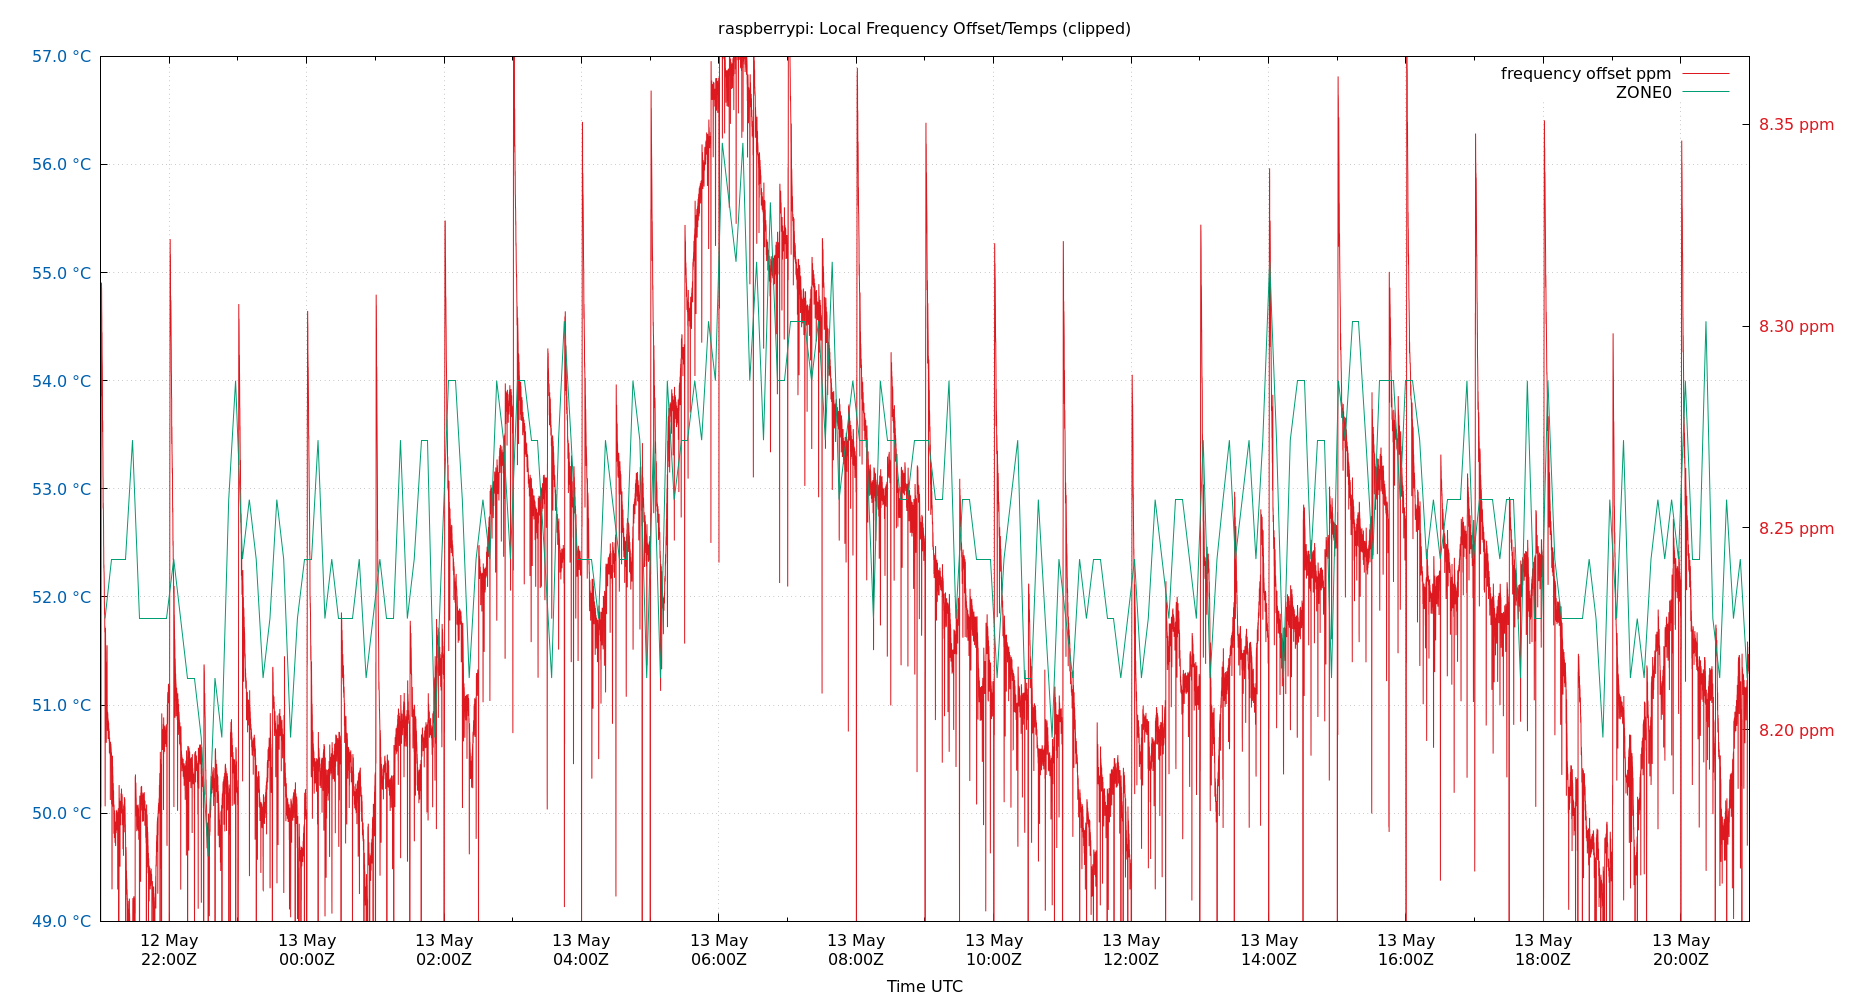 raspberrypi: Local Frequency Offset/Temps (clipped)
57.0 °C
56.0 °C
55.0 °C
54.0 °C
53.0 °C
52.0 °C
51.0 °C
50.0 °C
49.0 °C
frequency offset ppm
ZONE0
8.35 ppm
8.30 ppm
8.25 ppm
8.20 ppm
12 May
22:00Z
13 May
00:00Z
13 May
02:00Z
13 May
04:00Z
13 May
06:00Z
13 May
08:00Z
13 May
10:00Z
13 May
12:00Z
13 May
14:00Z
13 May
16:00Z
13 May
18:00Z
13 May
20:00Z
Time UTC